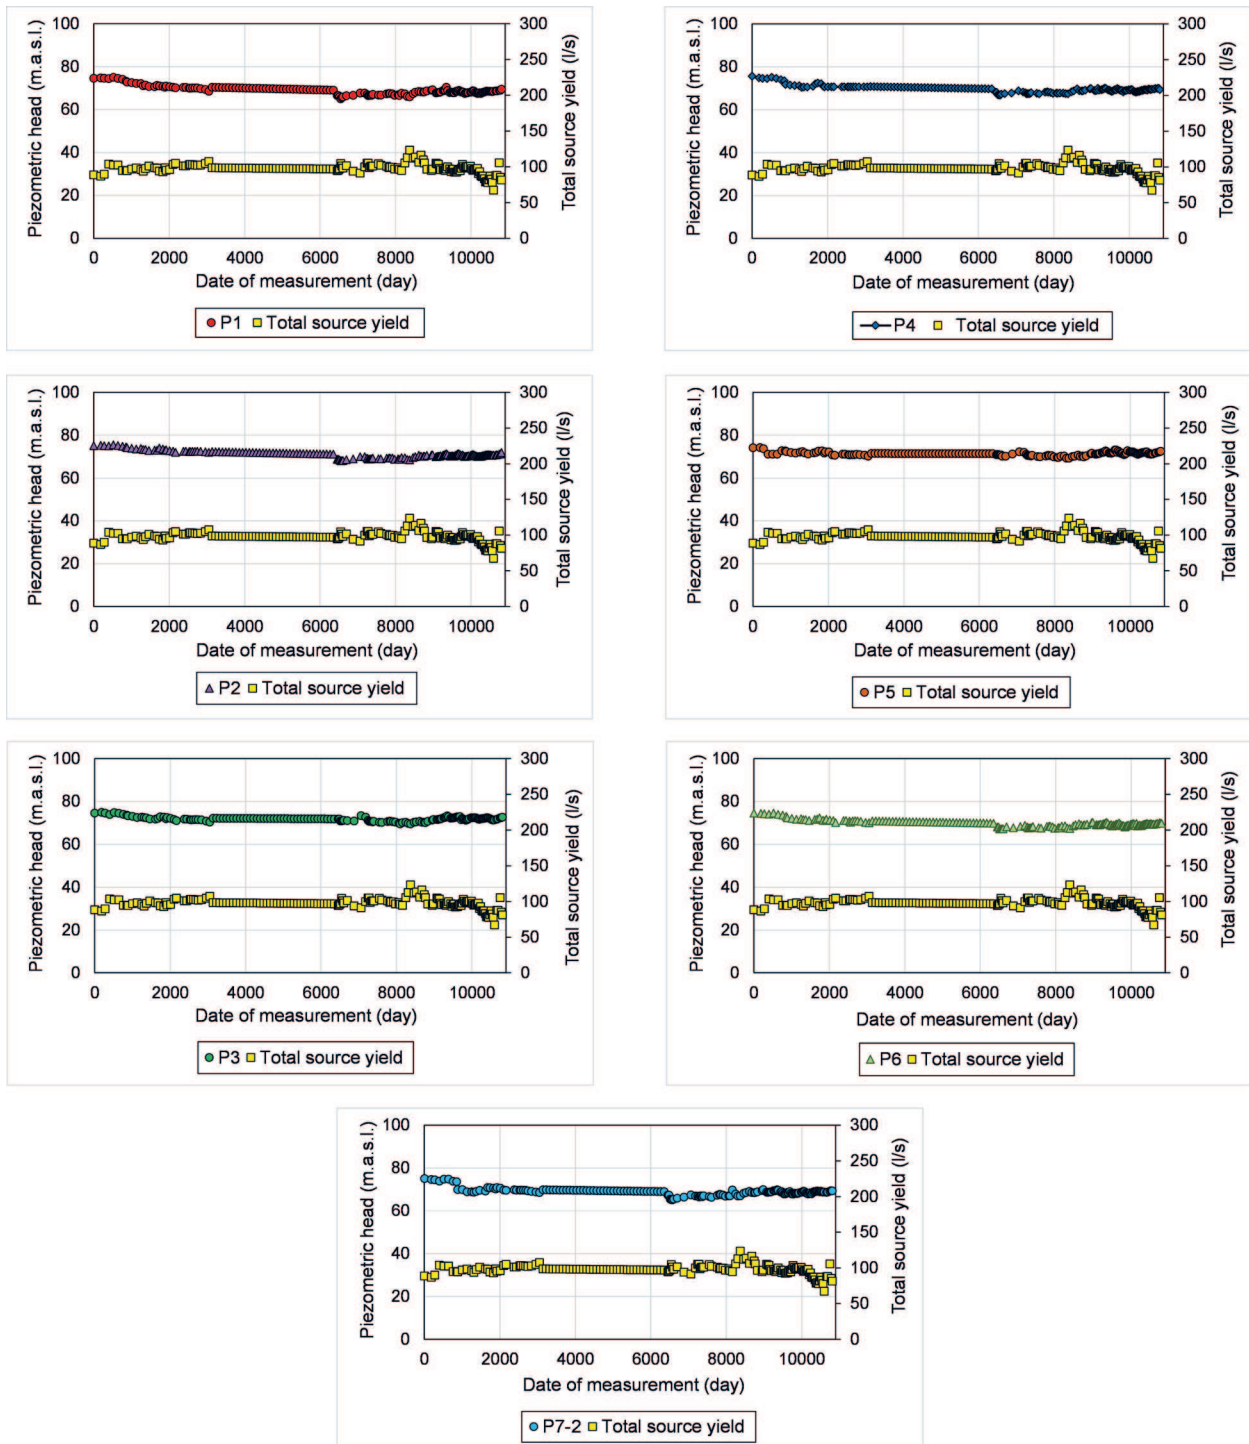 Piezometric head (m.a.s.l.)
100
80
60
40
20
0
300
250
200
150
100
50
0
Total source yield (l/s)
0 2000 4000 6000 8000 10000
Date of measurement (day)
P1 Total source yield
Piezometric head (m.a.s.l.)
100
80
60
40
20
0
300
250
200
150
100
50
0
Total source yield (l/s)
0 2000 4000 6000 8000 10000
Date of measurement (day)
P4 Total source yield
Piezometric head (m.a.s.l.)
100
80
60
40
20
0
300
250
200
150
100
50
0
Total source yield (l/s)
0 2000 4000 6000 8000 10000
Date of measurement (day)
P2 Total source yield
Piezometric head (m.a.s.l.)
100
80
60
40
20
0
300
250
200
150
100
50
0
Total source yield (l/s)
0 2000 4000 6000 8000 10000
Date of measurement (day)
P5 Total source yield
Piezometric head (m.a.s.l.)
100
80
60
40
20
0
300
250
200
150
100
50
0
Total source yield (l/s)
0 2000 4000 6000 8000 10000
Date of measurement (day)
P3 Total source yield
Piezometric head (m.a.s.l.)
100
80
60
40
20
0
300
250
200
150
100
50
0
Total source yield (l/s)
0 2000 4000 6000 8000 10000
Date of measurement (day)
P6 Total source yield
Piezometric head (m.a.s.l.)
100
80
60
40
20
0
300
250
200
150
100
50
0
Total source yield (l/s)
0 2000 4000 6000 8000 10000
Date of measurement (day)
P7-2 Total source yield